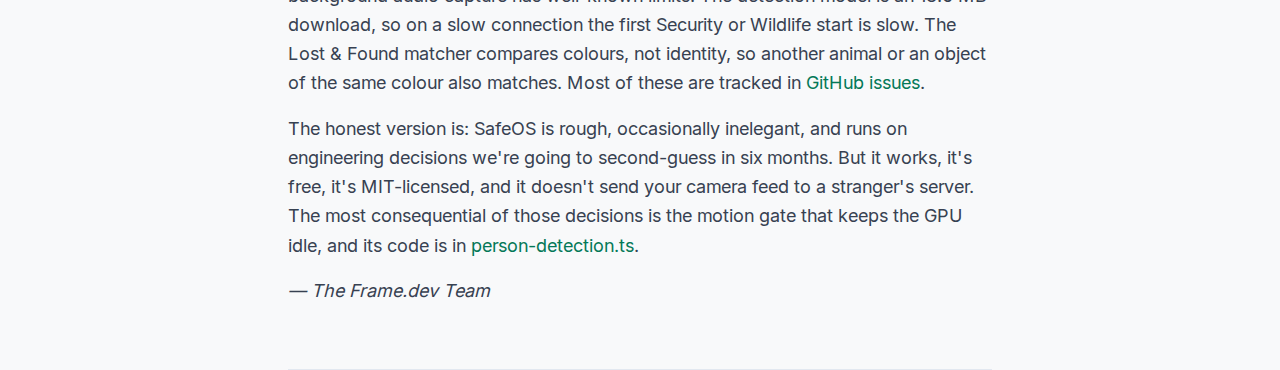 download, so on a slow connection the first Security or Wildlife start is slow. The
Lost & Found matcher compares colours, not identity, so another animal or an object
of the same colour also matches. Most of these are tracked in GitHub issues.
The honest version is: SafeOS is rough, occasionally inelegant, and runs on
engineering decisions we're going to second-guess in six months. But it works, it's
free, it's MIT-licensed, and it doesn't send your camera feed to a stranger's server.
The most consequential of those decisions is the motion gate that keeps the GPU
idle, and its code is in person-detection.ts.
— The Frame.dev Team